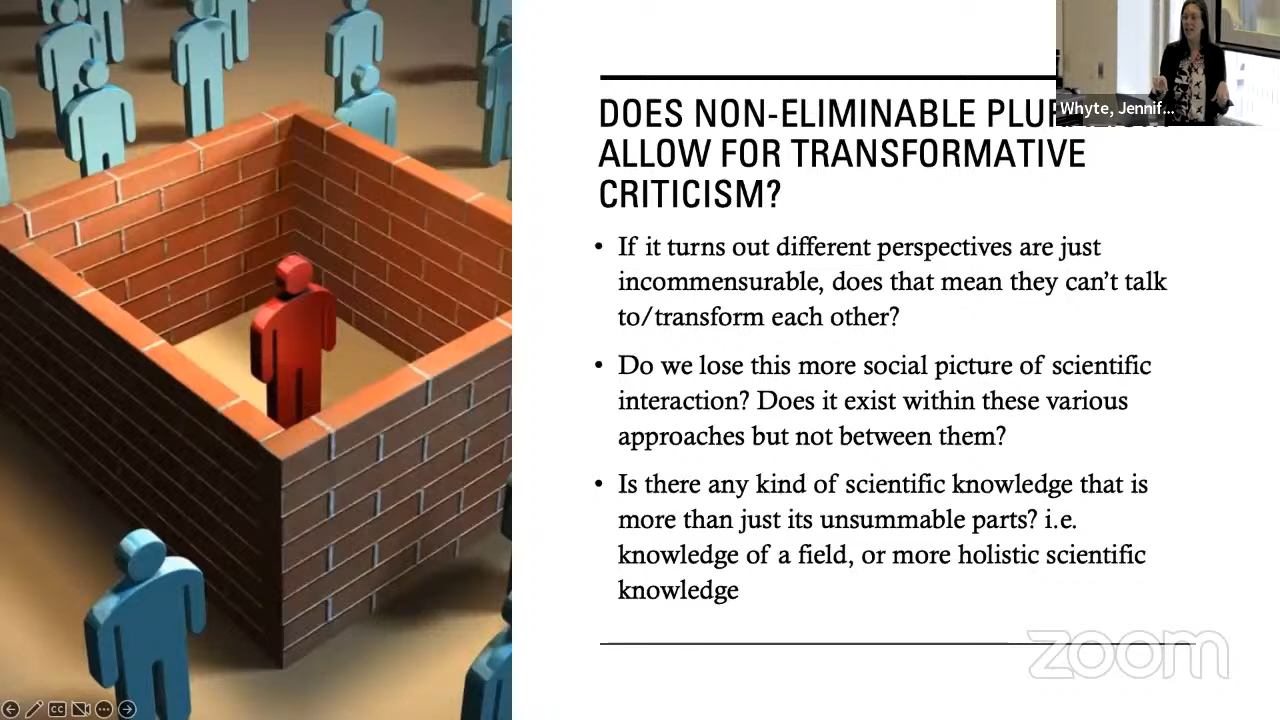 Whyte, Jennif...
DOES NON-ELIMINABLE
ALLOW FOR TRANSFORMATIVE
CRITICISM?
• If it turns out different perspectives are just
incommensurable, does that mean they can't talk
to/transform each other?
• Do we lose this more social picture of scientific
interaction? Does it exist within these various
approaches but not between them?
• Is there any kind of scientific knowledge that is
more than just its unsummable parts? i.e.
knowledge of a field, or more holistic scientific
knowledge
zoom
CC